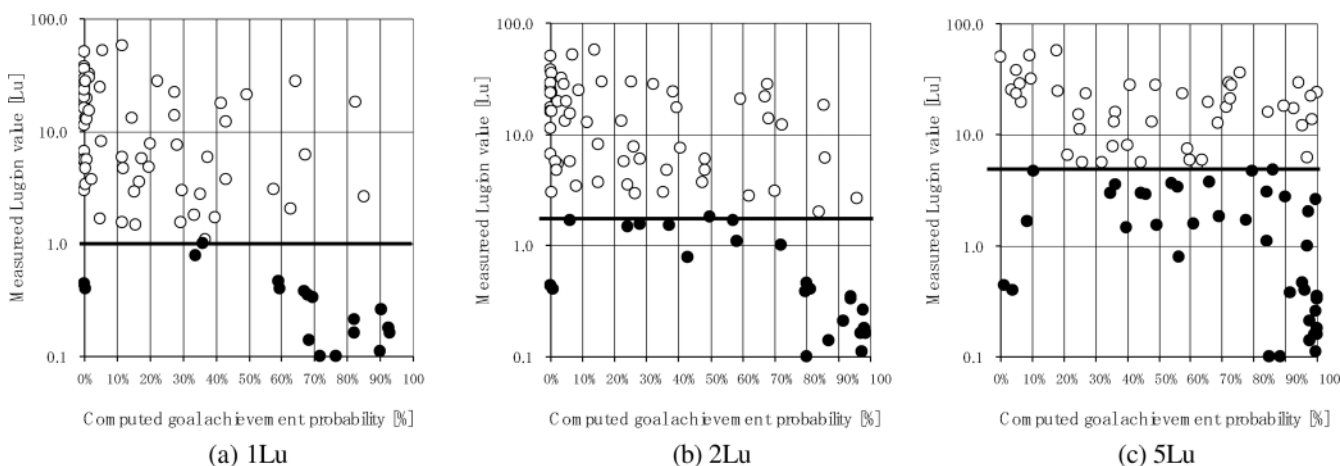 100.0
10.0
1.0
0.1
Measureed Lugion value [Lu]
0% 10% 20% 30% 40% 50% 60% 70% 80% 90% 100
Computed goal achievement probability [%]
(a) 1Lu
100.0
10.0
1.0
0.1
Measureed Lugion value [Lu]
0% 10% 20% 30% 40% 50% 60% 70% 80% 90% 100
Computed goal achievement probability [%]
(b) 2Lu
100.0
10.0
1.0
0.1
Measureed Lugion value [Lu]
0% 10% 20% 30% 40% 50% 60% 70% 80% 90% 100
Computed goal achievement probability [%]
(c) 5Lu